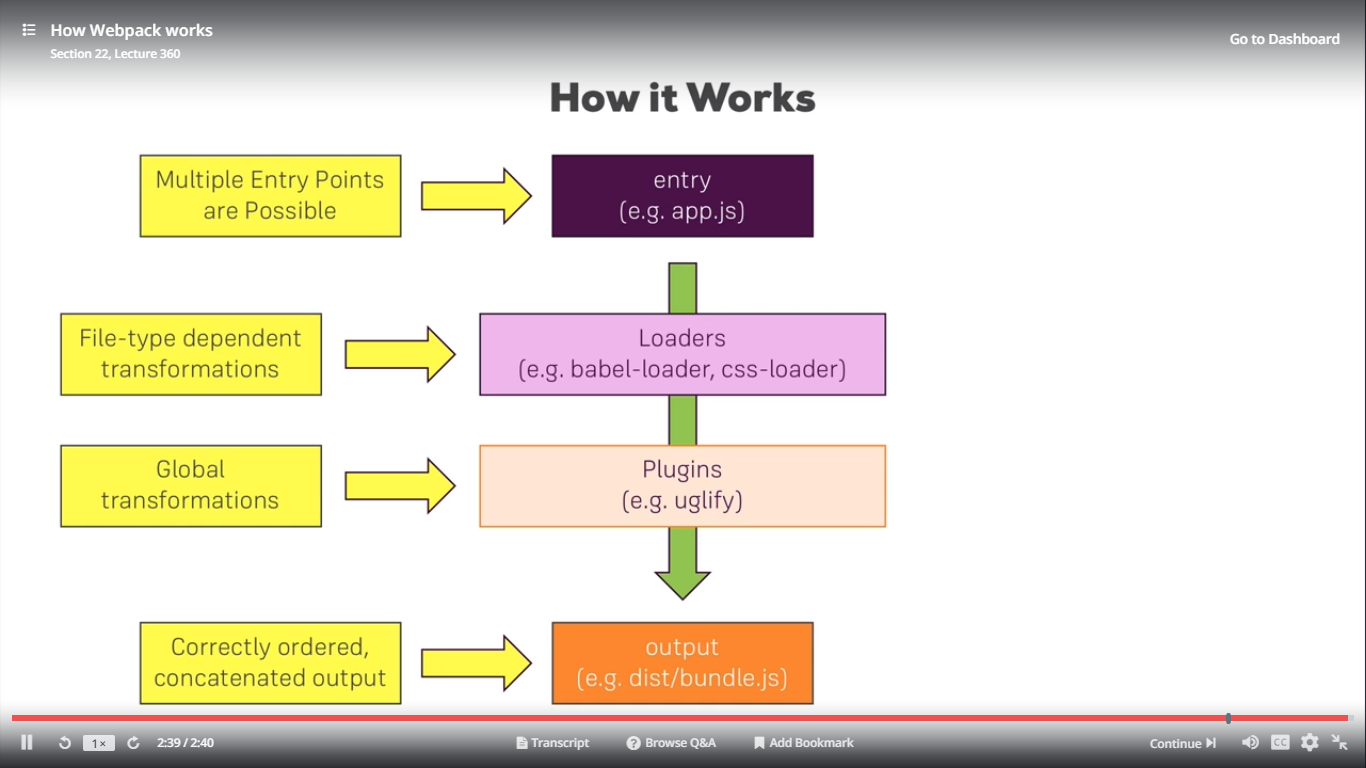 How Webpack works
Section 22, Lecture 360
Go to Dashboard
How it Works
Multiple Entry Points
are Possible
entry
(e.g. app.js)
File-type dependent
transformations
Loaders
(e.g. babel-loader, css-loader)
Global
transformations
Plugins
(e.g. uglify)
Correctly ordered,
concatenated output
output
(e.g. dist/bundle.js)
1×
2:39 / 2:40
Transcript
? Browse Q&A
Add Bookmark
Continue
CC